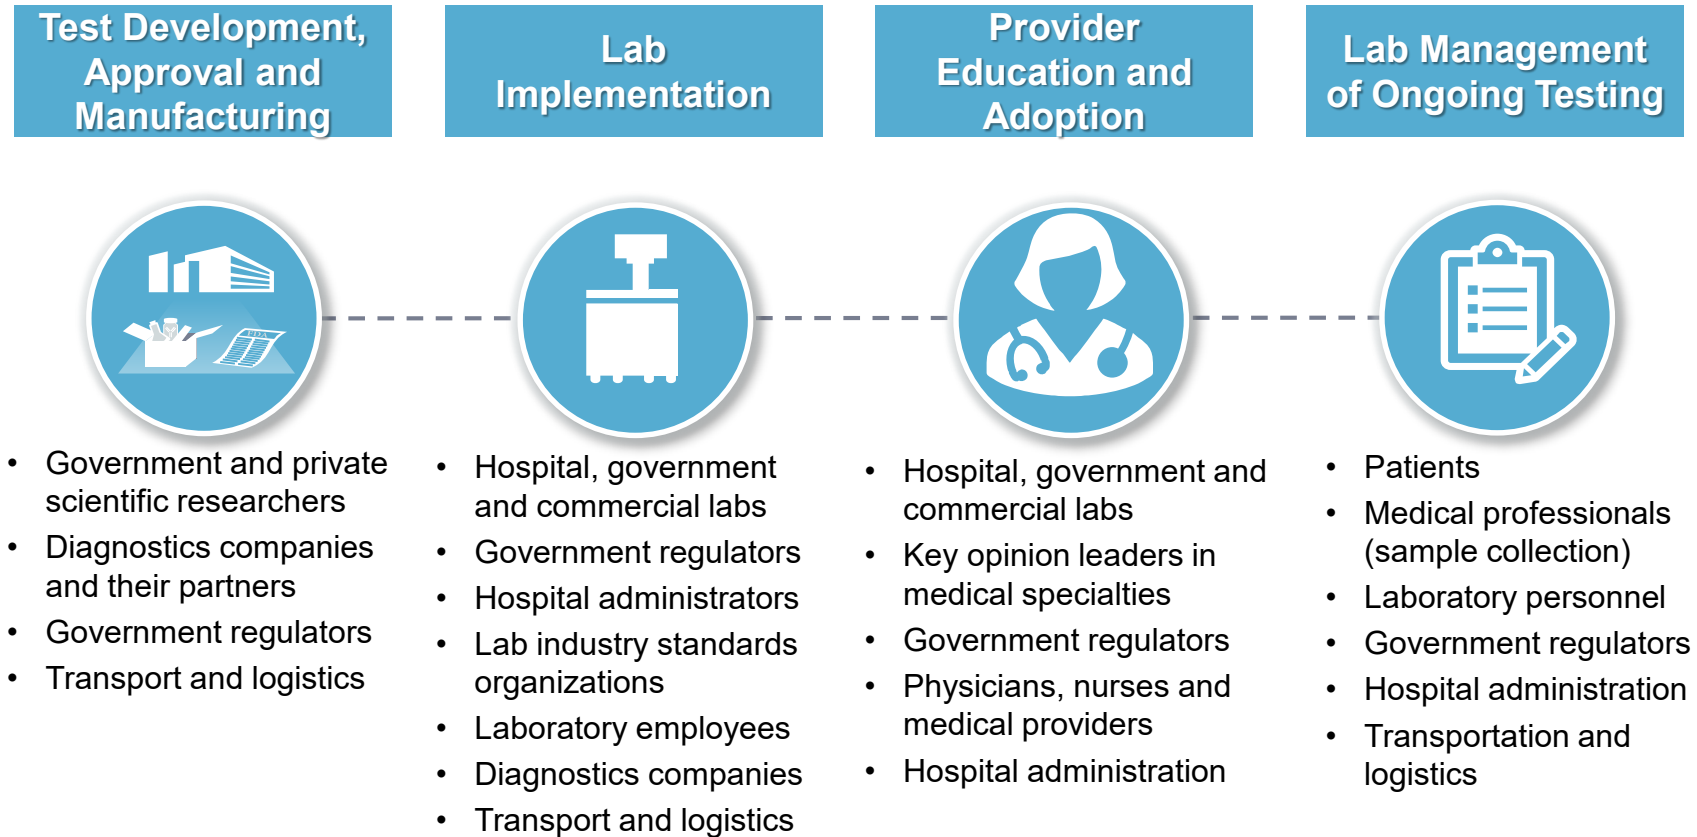 Test Development,
Approval and
Manufacturing
Lab
Implementation
Provider
Education and
Adoption
Lab Management
of Ongoing Testing
FDA
• Government and private
scientific researchers
• Diagnostics companies
and their partners
• Government regulators
• Transport and logistics
• Hospital, government
and commercial labs
• Government regulators
• Hospital administrators
• Lab industry standards
organizations
• Laboratory employees
• Diagnostics companies
• Transport and logistics
• Hospital, government and
commercial labs
• Key opinion leaders in
medical specialties
• Government regulators
• Physicians, nurses and
medical providers
• Hospital administration
• Patients
• Medical professionals
(sample collection)
• Laboratory personnel
• Government regulators
• Hospital administration
• Transportation and
logistics